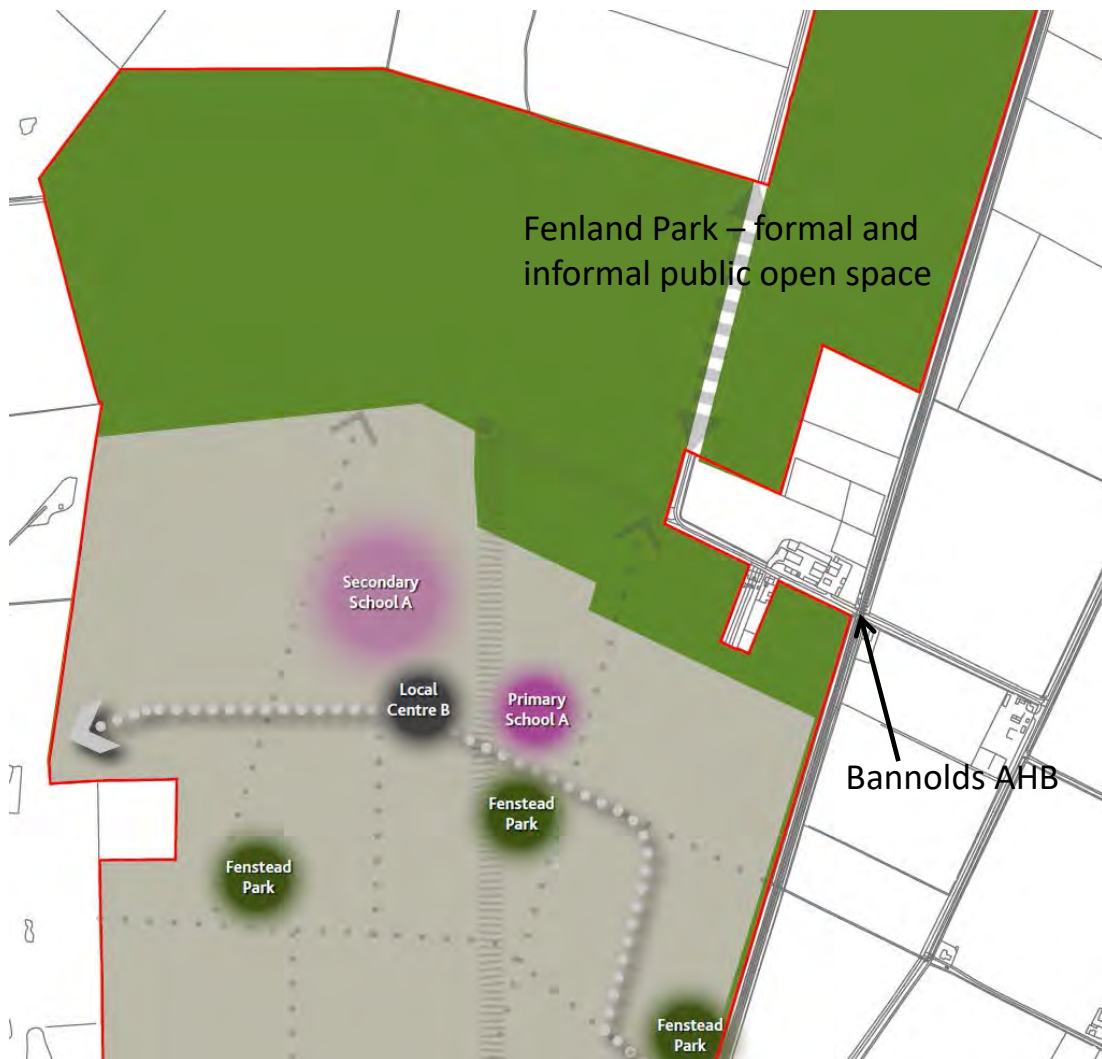 Fenland Park – formal and
informal public open space
Secondary
School A
Local
Centre B
Primary
School A
Bannolds AHB
Fenstead
Park
Fenstead
Park
Fenstead
Park